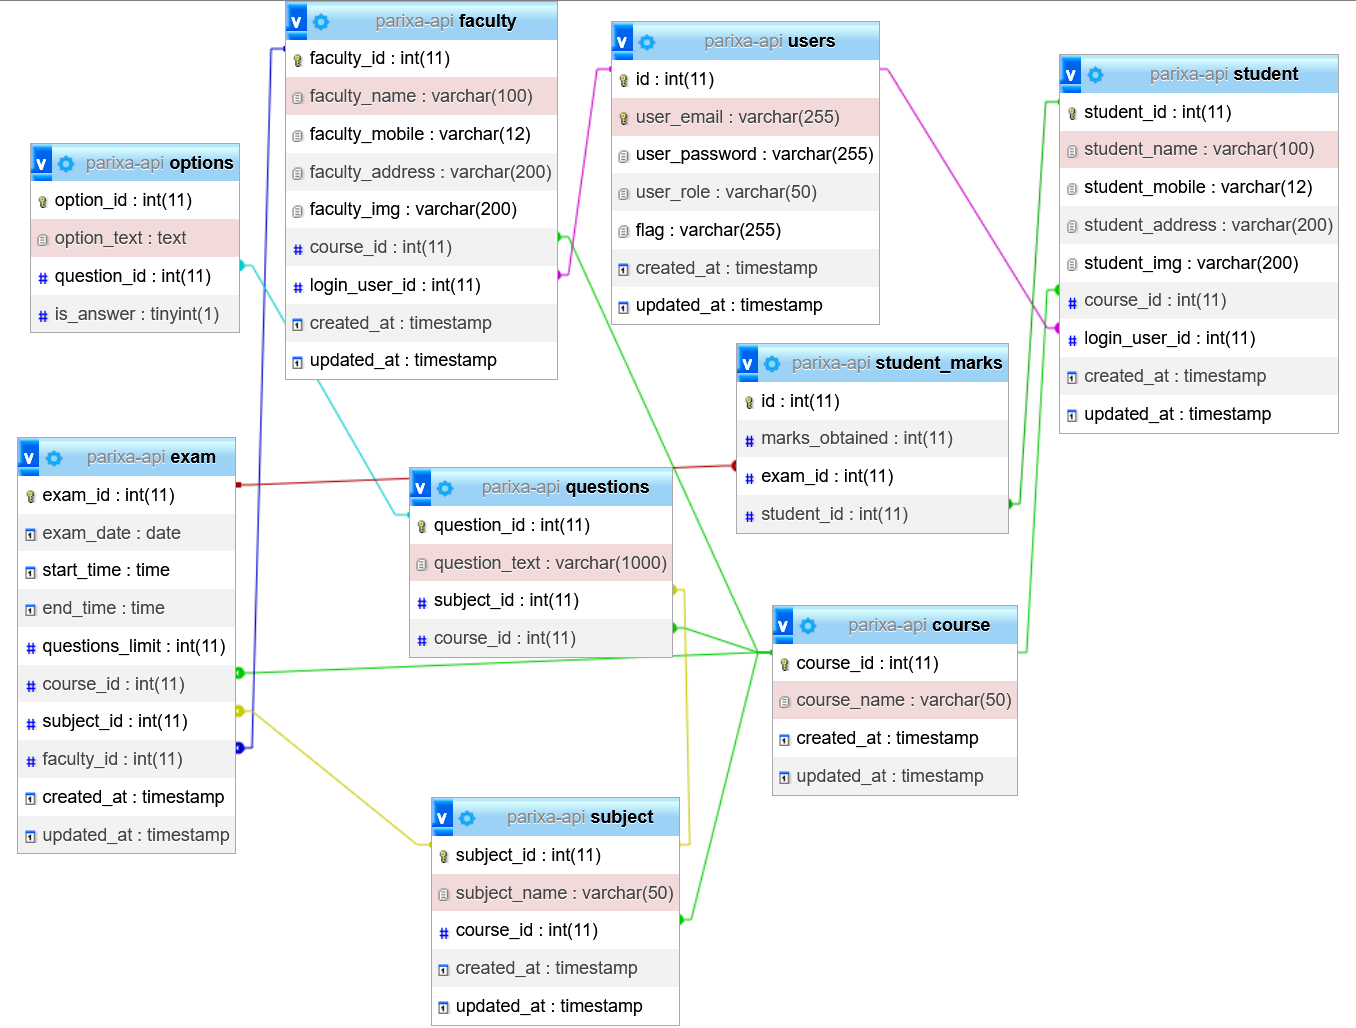 parixa-api faculty
faculty_id : int(11)
faculty_name : varchar(100)
faculty_mobile : varchar(12)
faculty_address : varchar(200)
faculty_img : varchar(200)
course_id : int(11)
login_user_id : int(11)
created_at : timestamp
updated_at : timestamp
parixa-api users
id : int(11)
user_email : varchar(255)
user_password : varchar(255)
user_role : varchar(50)
flag : varchar(255)
created_at : timestamp
updated_at : timestamp
parixa-api student
student_id : int(11)
student_name : varchar(100)
student_mobile : varchar(12)
student_address : varchar(200)
student_img : varchar(200)
course_id : int(11)
login_user_id : int(11)
created_at : timestamp
updated_at : timestamp
parixa-api options
option_id : int(11)
option_text : text
question_id : int(11)
is_answer : tinyint(1)
parixa-api student_marks
id : int(11)
marks_obtained : int(11)
exam_id : int(11)
student_id : int(11)
parixa-api exam
exam_id : int(11)
exam_date : date
start_time : time
end_time : time
questions_limit : int(11)
course_id : int(11)
subject_id : int(11)
faculty_id : int(11)
created_at : timestamp
updated_at : timestamp
parixa-api questions
question_id : int(11)
question_text : varchar(1000)
subject_id : int(11)
course_id : int(11)
parixa-api course
course_id : int(11)
course_name : varchar(50)
created_at : timestamp
updated_at : timestamp
parixa-api subject
subject_id : int(11)
subject_name : varchar(50)
course_id : int(11)
created_at : timestamp
updated_at : timestamp